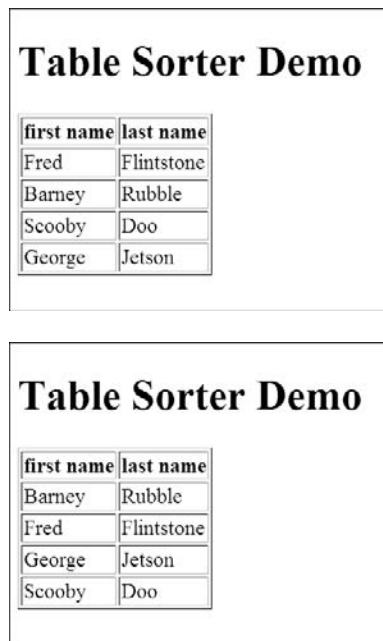 Table Sorter Demo
first name last name
Fred Flintstone
Barney Rubble
Scooby Doo
George Jetson
Table Sorter Demo
first name last name
Barney Rubble
Fred Flintstone
George Jetson
Scooby Doo